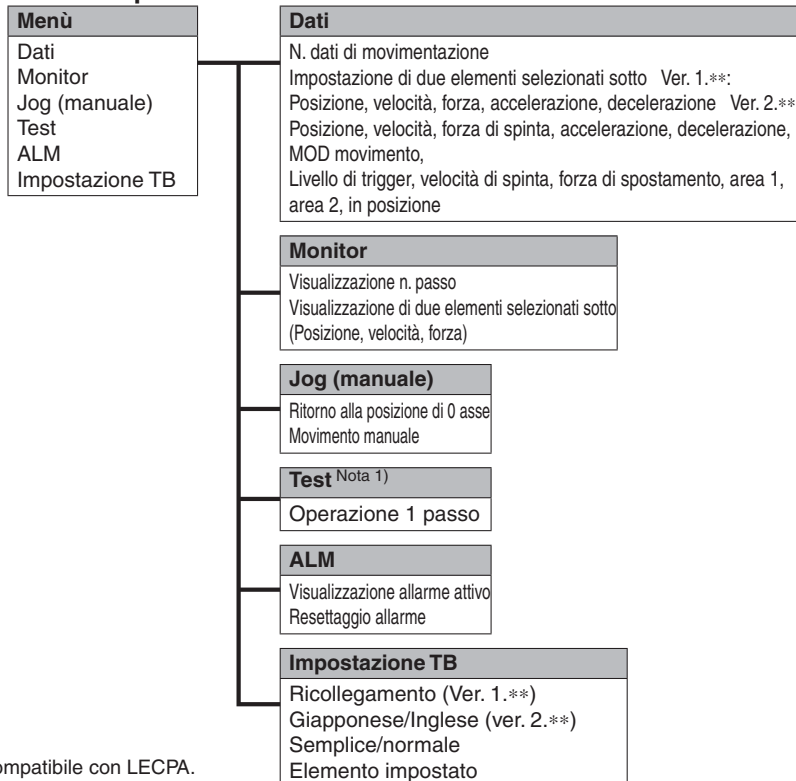 Menù
Dati
Monitor
Jog (manuale)
Test
ALM
Impostazione TB
Dati
N. dati di movimentazione
Impostazione di due elementi selezionati sotto Ver. 1.**:
Posizione, velocità, forza, accelerazione, decelerazione Ver. 2.**
Posizione, velocità, forza di spinta, accelerazione, decelerazione,
MOD movimento,
Livello di trigger, velocità di spinta, forza di spostamento, area 1,
area 2, in posizione
Monitor
Visualizzazione n. passo
Visualizzazione di due elementi selezionati sotto
(Posizione, velocità, forza)
Jog (manuale)
Ritorno alla posizione di 0 asse
Movimento manuale
Test Nota 1)
Operazione 1 passo
ALM
Visualizzazione allarme attivo
Resettaggio allarme
Impostazione TB
Ricollegamento (Ver. 1.**)
Giapponese/Inglese (ver. 2.**)
Semplice/normale
Elemento impostato
compatibile con LECPA.